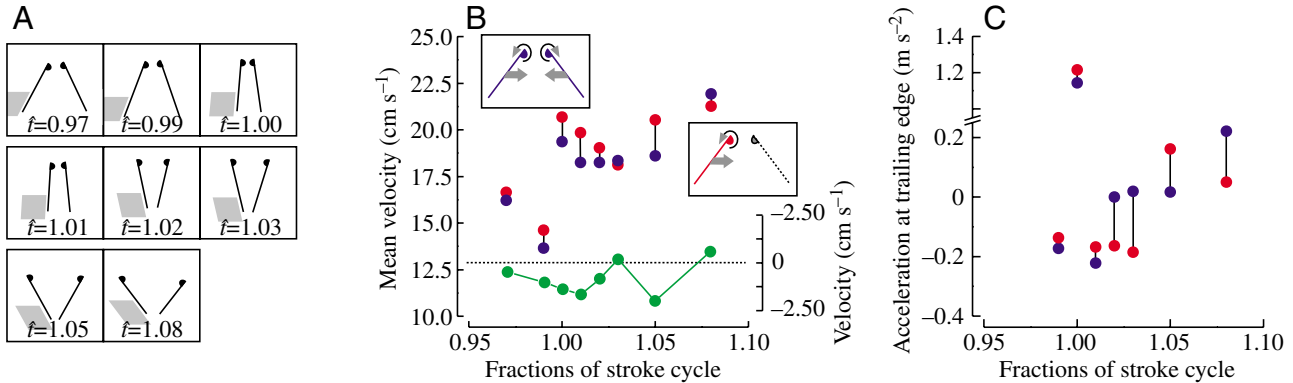 A
t̂=0.97
t̂=0.99
t̂=1.00
t̂=1.01
t̂=1.02
t̂=1.03
t̂=1.05
t̂=1.08
B
Mean velocity (cm s⁻¹)
25.0
22.5
20.0
17.5
15.0
12.5
10.0
–2.50
0
–2.50
Velocity (cm s⁻¹)
0.95
1.00
1.05
1.10
Fractions of stroke cycle
C
Acceleration at trailing edge (m s⁻²)
1.4
1.2
0.2
0
–0.2
–0.4
0.95
1.00
1.05
1.10
Fractions of stroke cycle